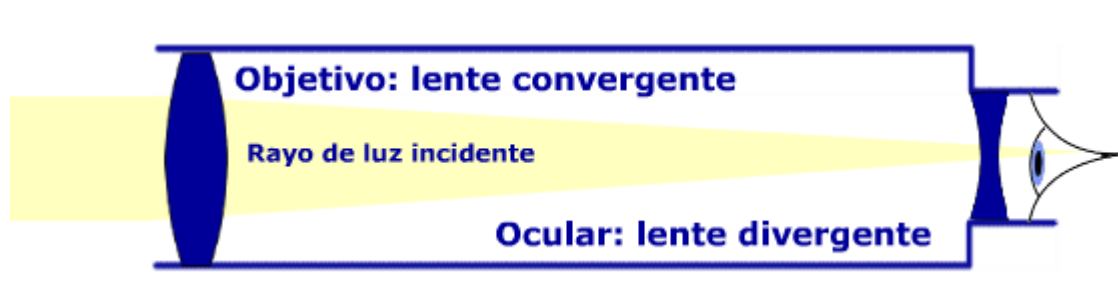 Objetivo: lente convergente
Rayo de luz incidente
Ocular: lente divergente